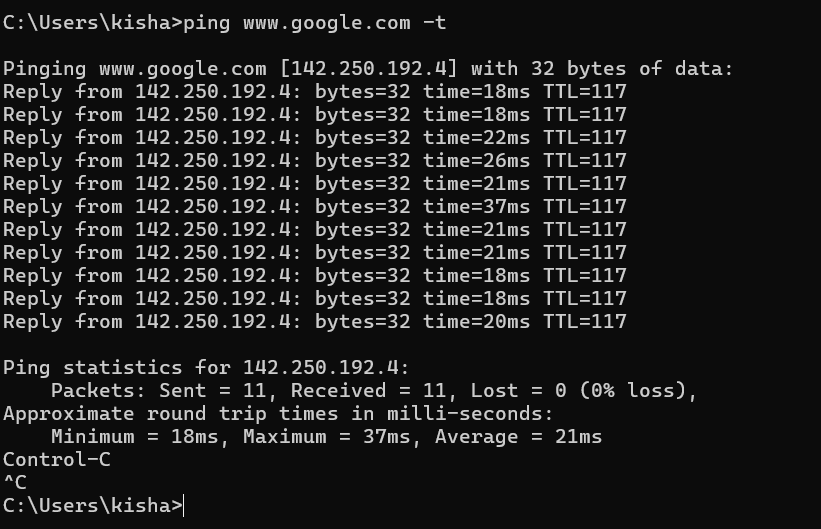 C:\Users\kisha>ping www.google.com -t
Pinging www.google.com [142.250.192.4] with 32 bytes of data:
Reply from 142.250.192.4: bytes=32 time=18ms TTL=117
Reply from 142.250.192.4: bytes=32 time=18ms TTL=117
Reply from 142.250.192.4: bytes=32 time=22ms TTL=117
Reply from 142.250.192.4: bytes=32 time=26ms TTL=117
Reply from 142.250.192.4: bytes=32 time=21ms TTL=117
Reply from 142.250.192.4: bytes=32 time=37ms TTL=117
Reply from 142.250.192.4: bytes=32 time=21ms TTL=117
Reply from 142.250.192.4: bytes=32 time=21ms TTL=117
Reply from 142.250.192.4: bytes=32 time=18ms TTL=117
Reply from 142.250.192.4: bytes=32 time=18ms TTL=117
Reply from 142.250.192.4: bytes=32 time=20ms TTL=117
Ping statistics for 142.250.192.4:
    Packets: Sent = 11, Received = 11, Lost = 0 (0% loss),
Approximate round trip times in milli-seconds:
    Minimum = 18ms, Maximum = 37ms, Average = 21ms
Control-C
^C
C:\Users\kisha>